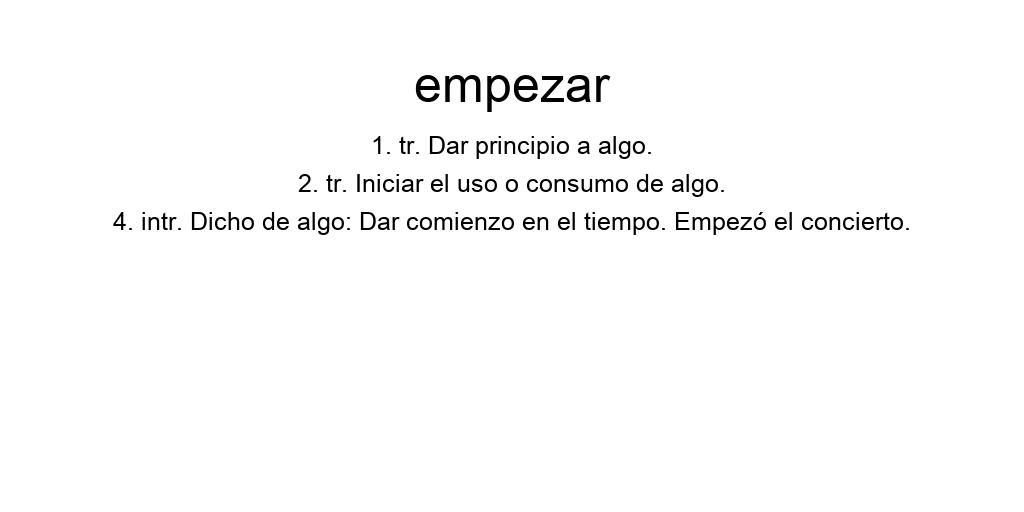 empezar
1. tr. Dar principio a algo.
2. tr. Iniciar el uso o consumo de algo.
4. intr. Dicho de algo: Dar comienzo en el tiempo. Empezó el concierto.